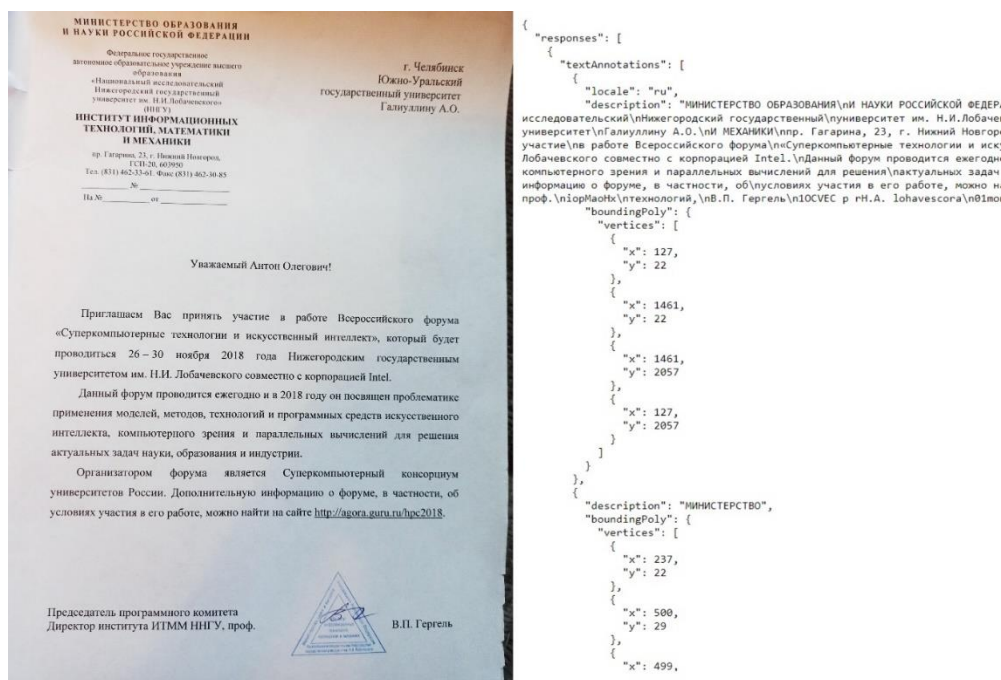 МИНИСТЕРСТВО ОБРАЗОВАНИЯ
И НАУКИ РОССИЙСКОЙ ФЕДЕРАЦИИ
Федеральное государственное
автономное образовательное учреждение высшего
образования
«Национальный исследовательский
Нижегородский государственный
университет им. Н.И.Лобачевского»
(ННГУ)
ИНСТИТУТ ИНФОРМАЦИОННЫХ
ТЕХНОЛОГИЙ, МАТЕМАТИКИ
И МЕХАНИКИ
пр. Гагарина, 23, г. Нижний Новгород,
ГСП-20, 603950
Тел. (831) 462-33-61. Факс (831) 462-30-85
№
На № от
г. Челябинск
Южно-Уральский
государственный университет
Галиуллину А.О.
Уважаемый Антон Олегович!
Приглашаем Вас принять участие в работе Всероссийского форума
«Суперкомпьютерные технологии и искусственный интеллект», который будет
проводиться 26 – 30 ноября 2018 года Нижегородским государственным
университетом им. Н.И. Лобачевского совместно с корпорацией Intel.
Данный форум проводится ежегодно и в 2018 году он посвящен проблематике
применения моделей, методов, технологий и программных средств искусственного
интеллекта, компьютерного зрения и параллельных вычислений для решения
актуальных задач науки, образования и индустрии.
Организатором форума является Суперкомпьютерный консорциум
университетов России. Дополнительную информацию о форуме, в частности, об
условиях участия в его работе, можно найти на сайте http://agora.guru.ru/hpc2018.
Председатель программного комитета
Директор института ИТММ ННГУ, проф.
В.П. Гергель
{
"responses": [
{
"textAnnotations": [
{
"locale": "ru",
"description": "МИНИСТЕРСТВО ОБРАЗОВАНИЯ\nИ НАУКИ РОССИЙСКОЙ ФЕДЕРА
исследовательский\nНижегородский государственный\nуниверситет им. Н.И.Лобачев
университет\nГалиуллину А.О.\nИ МЕХАНИКИ\nпр. Гагарина, 23, г. Нижний Новгоро
участие\nв работе Всероссийского форума\n«Суперкомпьютерные технологии и иску
Лобачевского совместно с корпорацией Intel.\nДанный форум проводится ежегодно
компьютерного зрения и параллельных вычислений для решения\nактуальных задач
информацию о форуме, в частности, об\nусловиях участия в его работе, можно на
проф.\niорМаоНх\nтехнологий,\nВ.П. Гергель\n1OCVEC p rH.A. lohavescora\n01mon
"boundingPoly": {
"vertices": [
{
"x": 127,
"y": 22
},
{
"x": 1461,
"y": 22
},
{
"x": 1461,
"y": 2057
},
{
"x": 127,
"y": 2057
}
]
}
},
{
"description": "МИНИСТЕРСТВО",
"boundingPoly": {
"vertices": [
{
"x": 237,
"y": 22
},
{
"x": 500,
"y": 29
},
{
"x": 499,